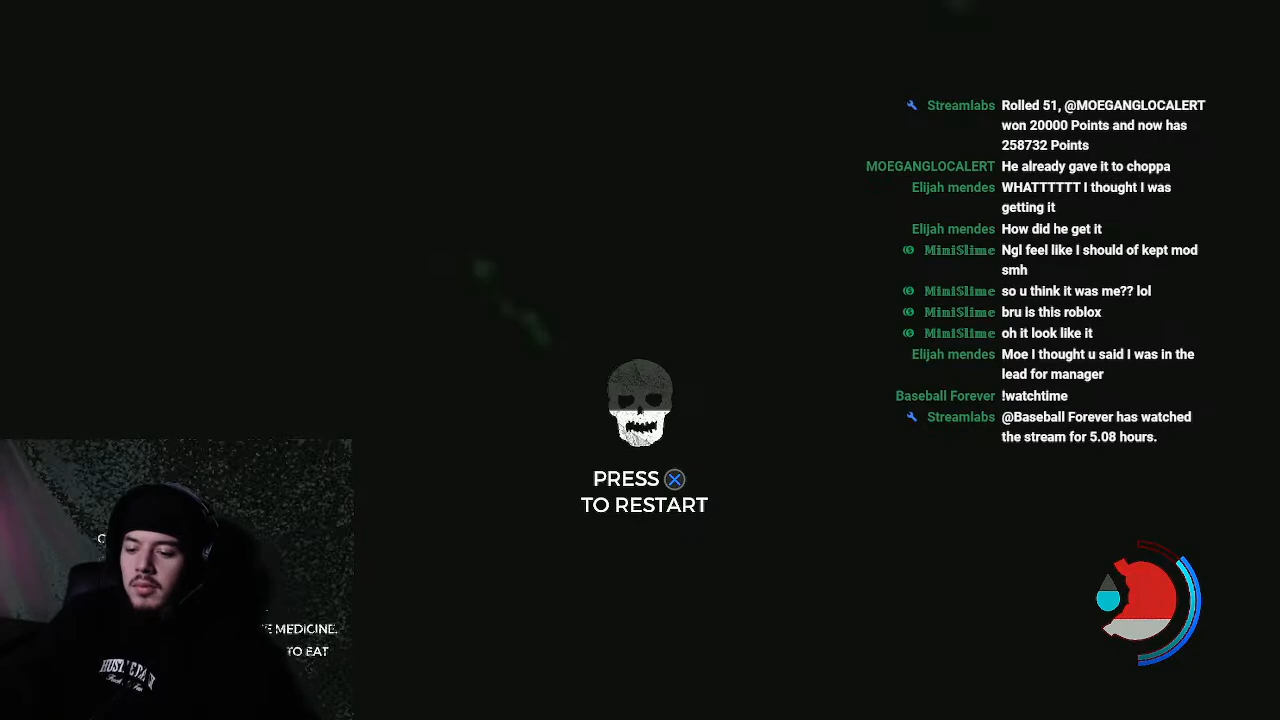 Streamlabs Rolled 51, @MOEGANGLOCALERT
won 20000 Points and now has
258732 Points
MOEGANGLOCALERT He already gave it to choppa
Elijah mendes WHATTTTTT I thought I was
getting it
Elijah mendes How did he get it
𝕄𝕚𝕟𝕚𝕊𝕝𝕚𝕞𝕖 Ngl feel like I should of kept mod
smh
𝕄𝕚𝕟𝕚𝕊𝕝𝕚𝕞𝕖 so u think it was me?? lol
𝕄𝕚𝕟𝕚𝕊𝕝𝕚𝕞𝕖 bru is this roblox
𝕄𝕚𝕟𝕚𝕊𝕝𝕚𝕞𝕖 oh it look like it
Elijah mendes Moe I thought u said I was in the
lead for manager
Baseball Forever !watchtime
Streamlabs @Baseball Forever has watched
the stream for 5.08 hours.
PRESS
TO RESTART
MEDICINE.
TO EAT